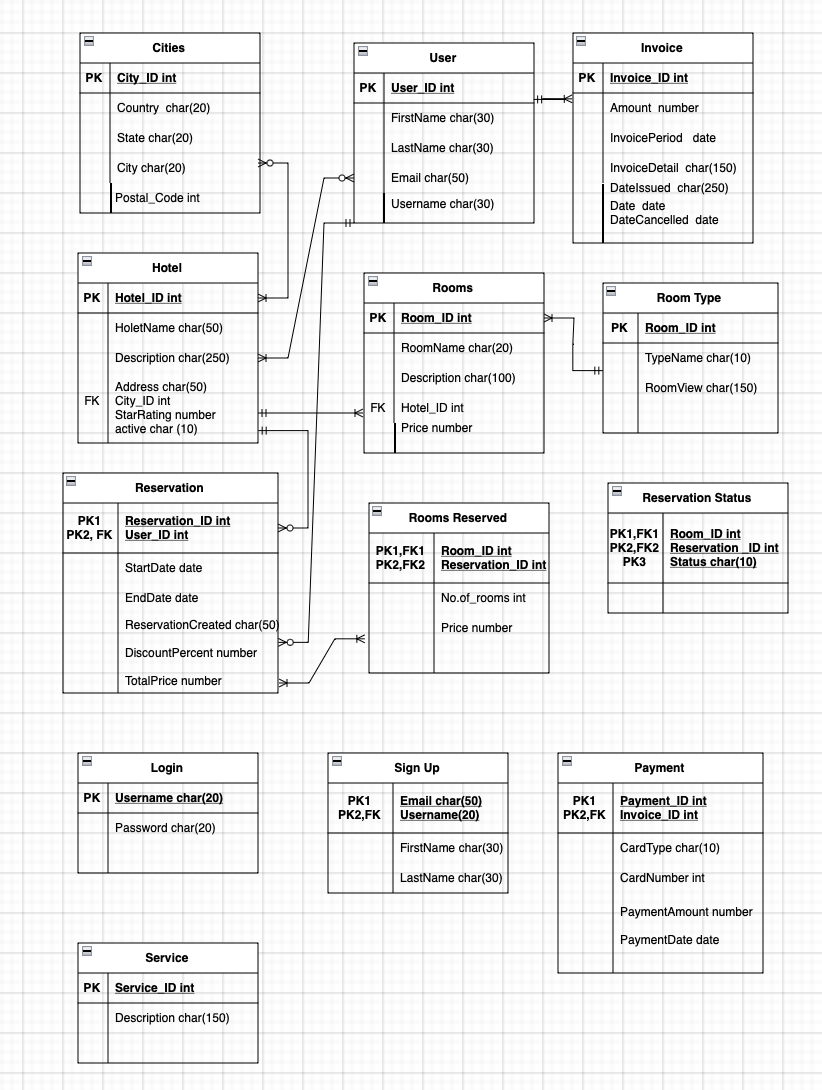 Cities
PK City_ID int
Country char(20)
State char(20)
City char(20)
Postal_Code int
User
PK User_ID int
FirstName char(30)
LastName char(30)
Email char(50)
Username char(30)
Invoice
PK Invoice_ID int
Amount number
InvoicePeriod date
InvoiceDetail char(150)
DateIssued char(250)
Date date
DateCancelled date
Hotel
PK Hotel_ID int
HoletName char(50)
Description char(250)
Address char(50)
FK City_ID int
StarRating number
active char (10)
Rooms
PK Room_ID int
RoomName char(20)
Description char(100)
FK Hotel_ID int
Price number
Room Type
PK Room_ID int
TypeName char(10)
RoomView char(150)
Reservation
PK1 Reservation_ID int
PK2, FK User_ID int
StartDate date
EndDate date
ReservationCreated char(50)
DiscountPercent number
TotalPrice number
Rooms Reserved
PK1,FK1 Room_ID int
PK2,FK2 Reservation_ID int
No.of_rooms int
Price number
Reservation Status
PK1,FK1 Room_ID int
PK2,FK2 Reservation _ID int
PK3 Status char(10)
Login
PK Username char(20)
Password char(20)
Sign Up
PK1 Email char(50)
PK2,FK Username(20)
FirstName char(30)
LastName char(30)
Payment
PK1 Payment_ID int
PK2,FK Invoice_ID int
CardType char(10)
CardNumber int
PaymentAmount number
PaymentDate date
Service
PK Service_ID int
Description char(150)